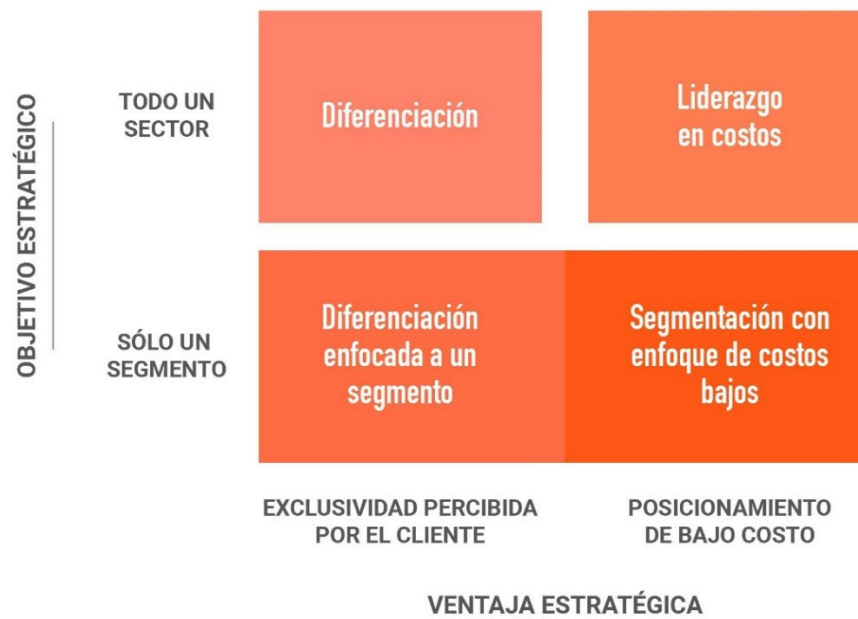 OBJETIVO ESTRATÉGICO
TODO UN
SECTOR
Diferenciación
Liderazgo
en costos
SÓLO UN
SEGMENTO
Diferenciación
enfocada a un
segmento
Segmentación con
enfoque de costos
bajos
EXCLUSIVIDAD PERCIBIDA
POR EL CLIENTE
POSICIONAMIENTO
DE BAJO COSTO
VENTAJA ESTRATÉGICA